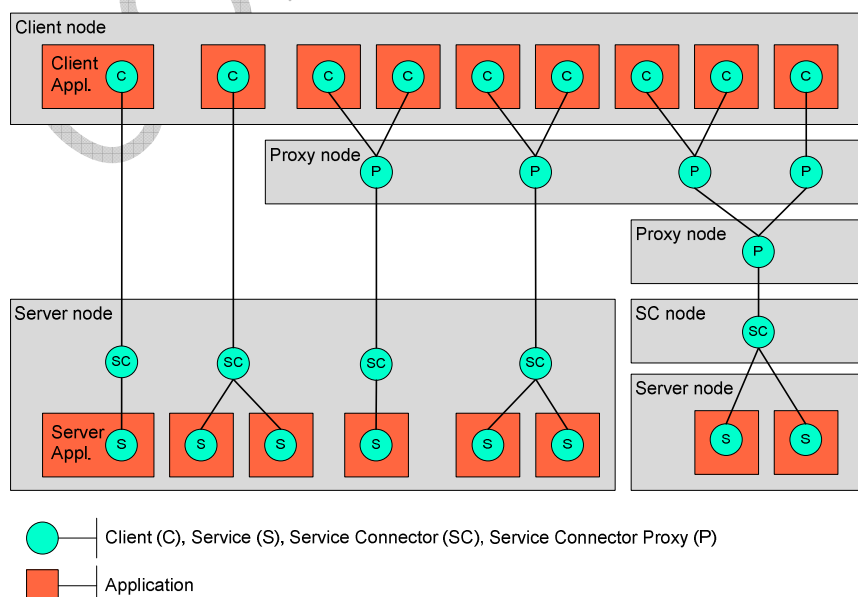 Client node
Client
Appl.
C
C
C
C
C
C
C
C
C
Proxy node
P
P
P
P
Proxy node
P
Server node
SC node
SC
SC
SC
SC
SC
Server node
Server
Appl.
S
S
S
S
S
S
S
S
Client (C), Service (S), Service Connector (SC), Service Connector Proxy (P)
Application